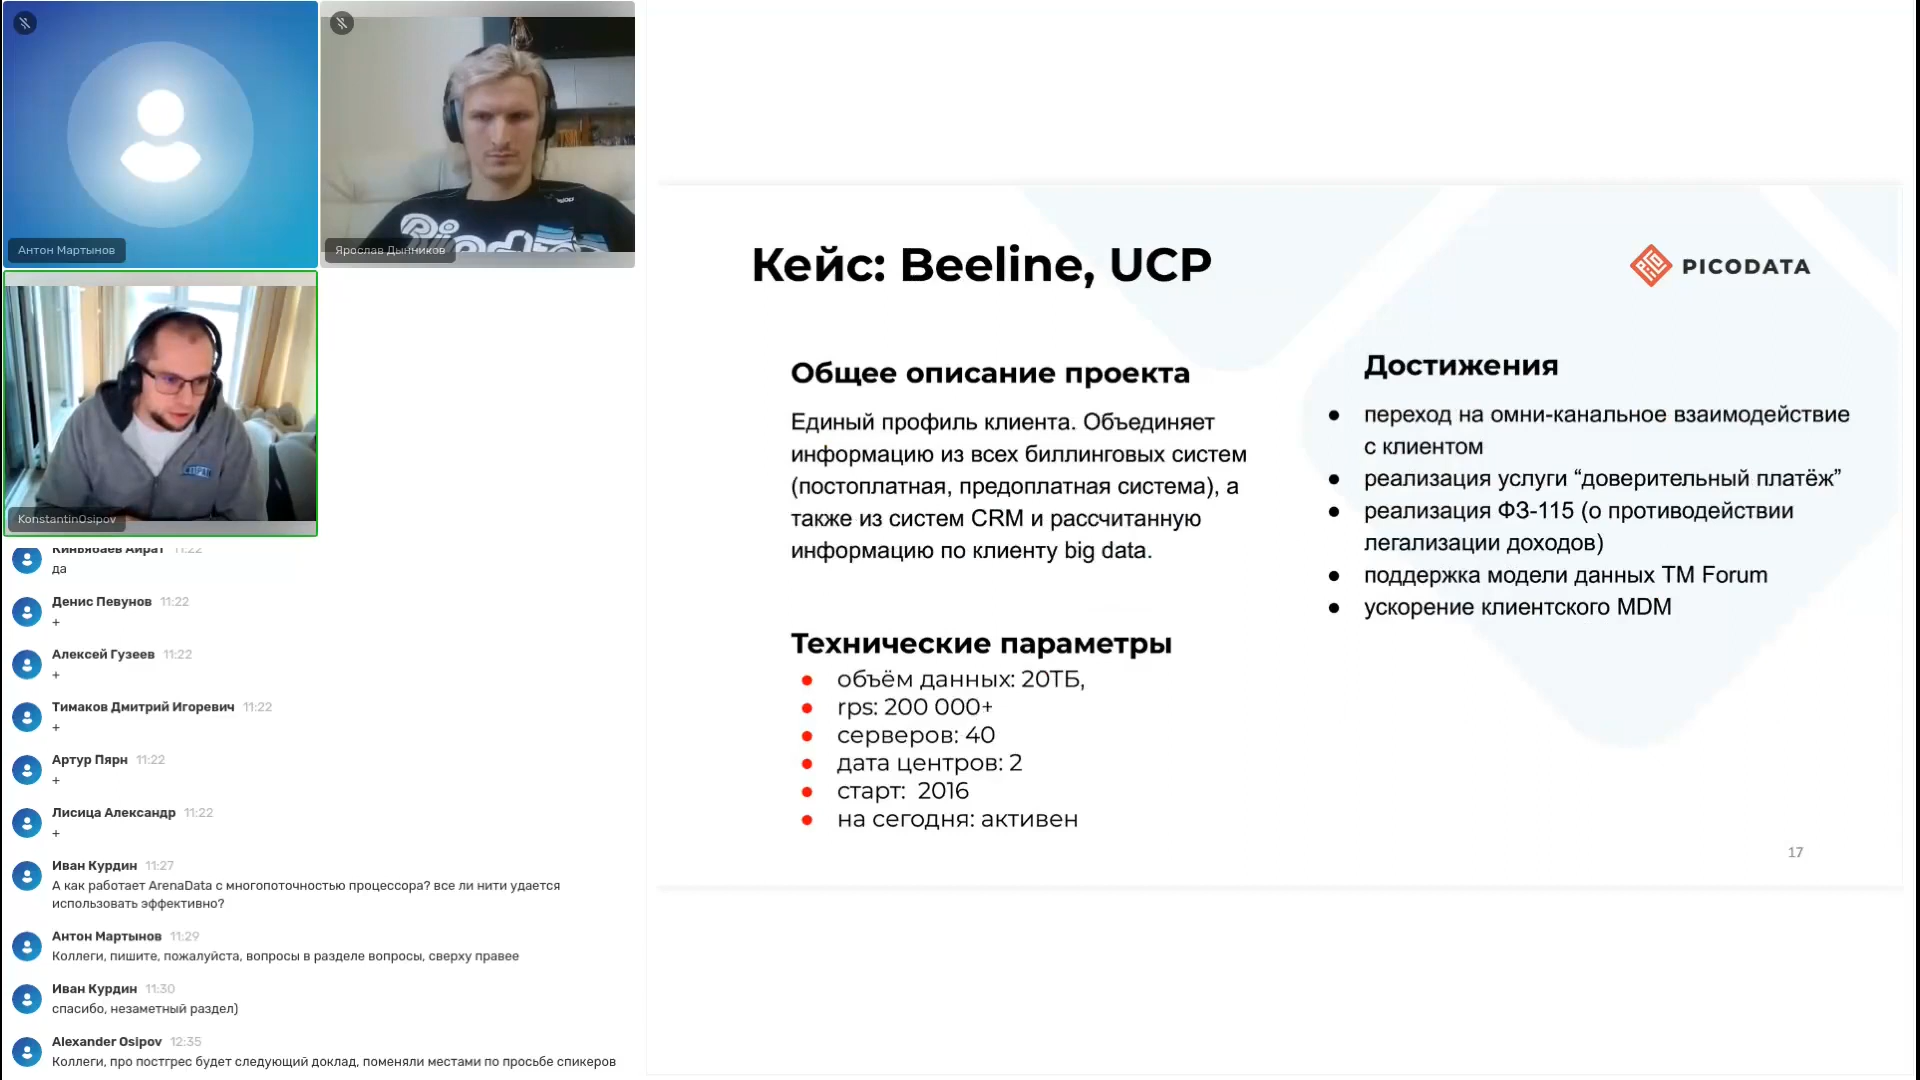 Антон Мартынов
Ярослав Дынников
KonstantinOsipov
Киньябаев Айрат 11:22
да
Денис Певунов 11:22
+
Алексей Гузеев 11:22
+
Тимаков Дмитрий Игоревич 11:22
+
Артур Пярн 11:22
+
Лисица Александр 11:22
+
Иван Курдин 11:27
А как работает ArenaData с многопоточностью процессора? все ли нити удается
использовать эффективно?
Антон Мартынов 11:29
Коллеги, пишите, пожалуйста, вопросы в разделе вопросы, сверху правее
Иван Курдин 11:30
спасибо, незаметный раздел)
Alexander Osipov 12:35
Коллеги, про постгрес будет следующий доклад, поменяли местами по просьбе спикеров
Кейс: Beeline, UCP
PICODATA
Общее описание проекта
Единый профиль клиента. Объединяет
информацию из всех биллинговых систем
(постоплатная, предоплатная система), а
также из систем CRM и рассчитанную
информацию по клиенту big data.
Технические параметры
● объём данных: 20ТБ,
● rps: 200 000+
● серверов: 40
● дата центров: 2
● старт: 2016
● на сегодня: активен
Достижения
● переход на омни-канальное взаимодействие
с клиентом
● реализация услуги “доверительный платёж”
● реализация ФЗ-115 (о противодействии
легализации доходов)
● поддержка модели данных TM Forum
● ускорение клиентского MDM
17